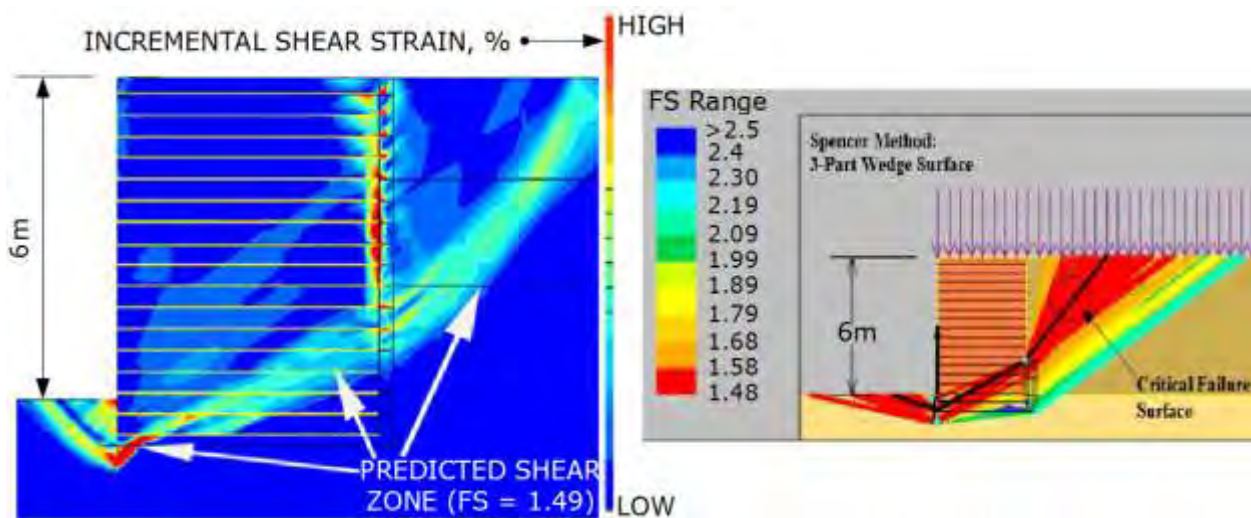 INCREMENTAL SHEAR STRAIN, %
HIGH
6m
PREDICTED SHEAR
ZONE (FS = 1.49)
LOW
FS Range
>2.5
2.4
2.30
2.19
2.09
1.99
1.89
1.79
1.68
1.58
1.48
Spencer Method:
3-Part Wedge Surface
6m
Critical Failure
Surface